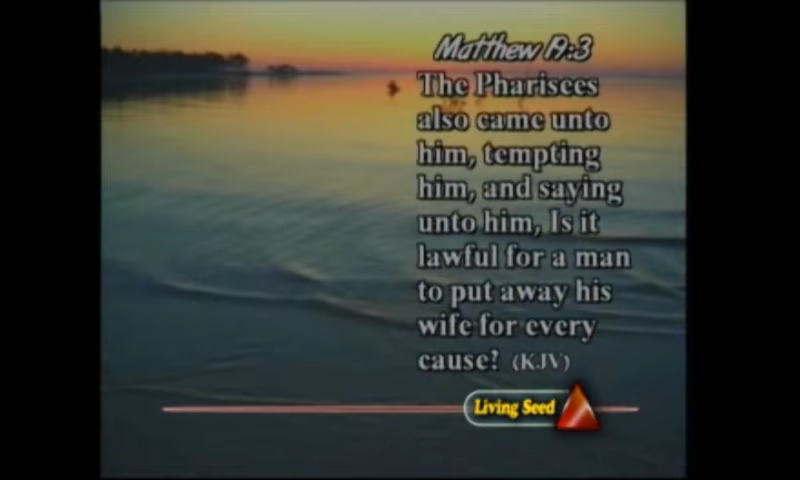 Matthew 19:3
The Pharisees
also came unto
him, tempting
him, and saying
unto him, Is it
lawful for a man
to put away his
wife for every
cause? (KJV)
Living Seed